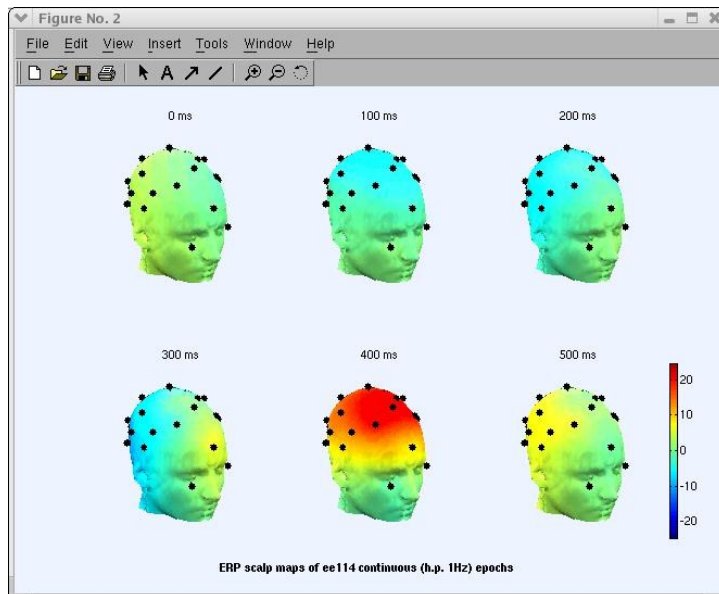 Figure No. 2
File Edit View Insert Tools Window Help
A
0 ms 100 ms 200 ms
300 ms 400 ms 500 ms
20
10
0
-10
-20
ERP scalp maps of ee114 continuous (h.p. 1Hz) epochs